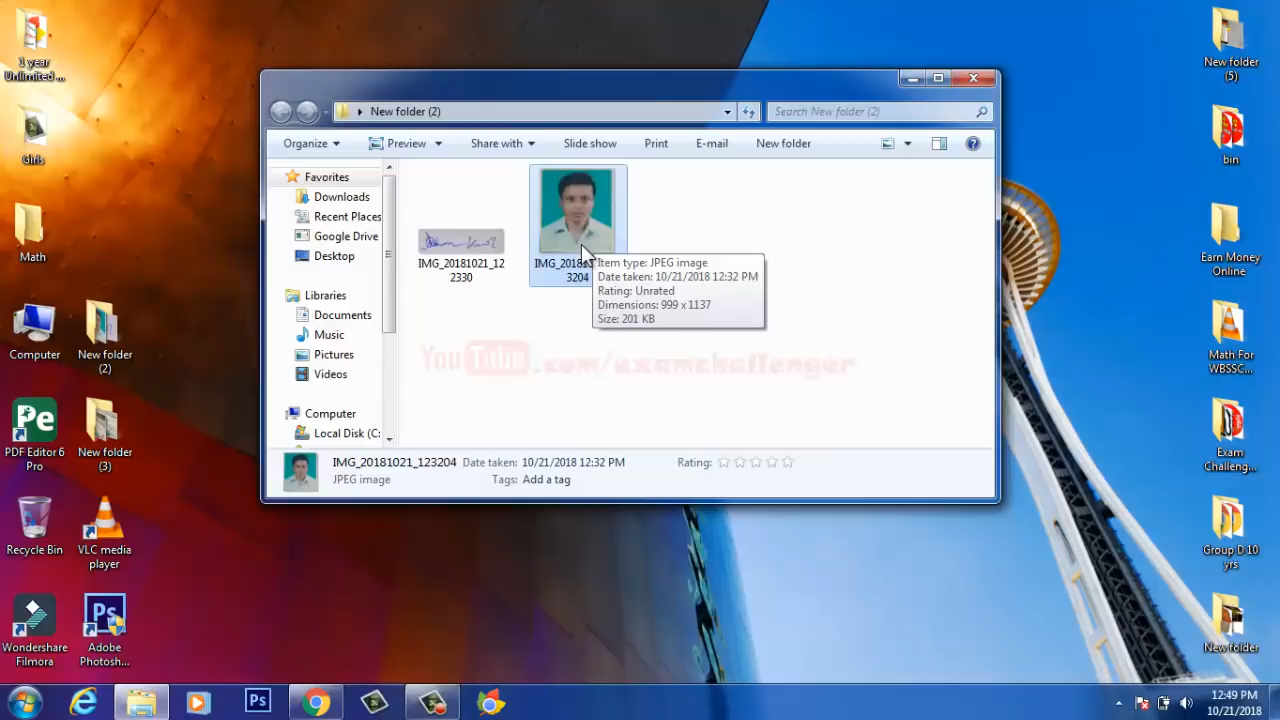 1 year
Unlimited ...
Girls
Math
Computer
New folder
(2)
PDF Editor 6
Pro
New folder
(3)
Recycle Bin
VLC media
player
Wondershare
Filmora
Adobe
Photosh...
New folder (2)
Search New folder (2)
Organize
Preview
Share with
Slide show
Print
E-mail
New folder
Favorites
Downloads
Recent Places
Google Drive
Desktop
Libraries
Documents
Music
Pictures
Videos
Computer
Local Disk (C:
IMG_20181021_12
2330
3204
Item type: JPEG image
Date taken: 10/21/2018 12:32 PM
Rating: Unrated
Dimensions: 999 x 1137
Size: 201 KB
YouTube.com/examchallenger
IMG_20181021_123204
Date taken: 10/21/2018 12:32 PM
Rating:
JPEG image
Tags: Add a tag
New folder
(5)
bin
Earn Money
Online
Math For
WBSSC...
Exam
Challeng...
Group D 10
yrs
New folder
Pe
Ps
Ps
12:49 PM
10/21/2018